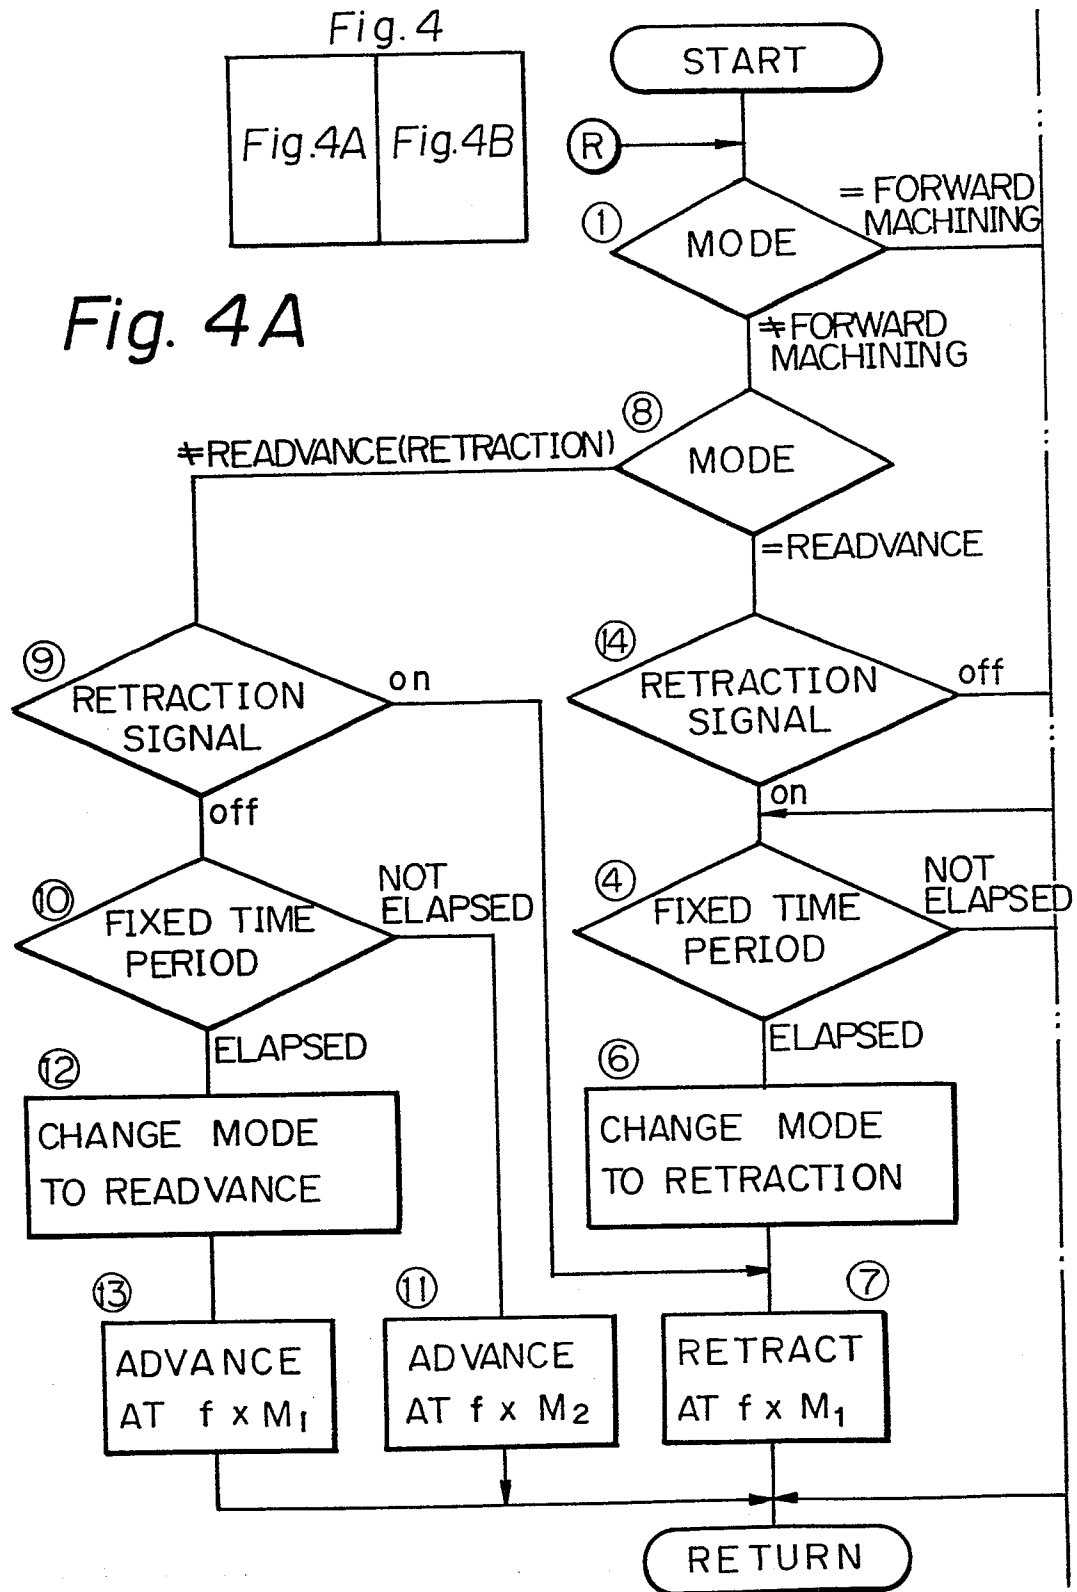 Fig. 4
Fig.4A
Fig.4B
Fig. 4A
START
R
①
MODE
= FORWARD
MACHINING
≠FORWARD
MACHINING
⑧
MODE
≠READVANCE(RETRACTION)
=READVANCE
⑨
RETRACTION
SIGNAL
on
off
⑭
RETRACTION
SIGNAL
off
on
⑩
FIXED TIME
PERIOD
NOT
ELAPSED
ELAPSED
④
FIXED TIME
PERIOD
NOT
ELAPSED
ELAPSED
⑫
CHANGE MODE
TO READVANCE
⑥
CHANGE MODE
TO RETRACTION
⑬
ADVANCE
AT f x M₁
⑪
ADVANCE
AT f x M₂
⑦
RETRACT
AT f x M₁
RETURN